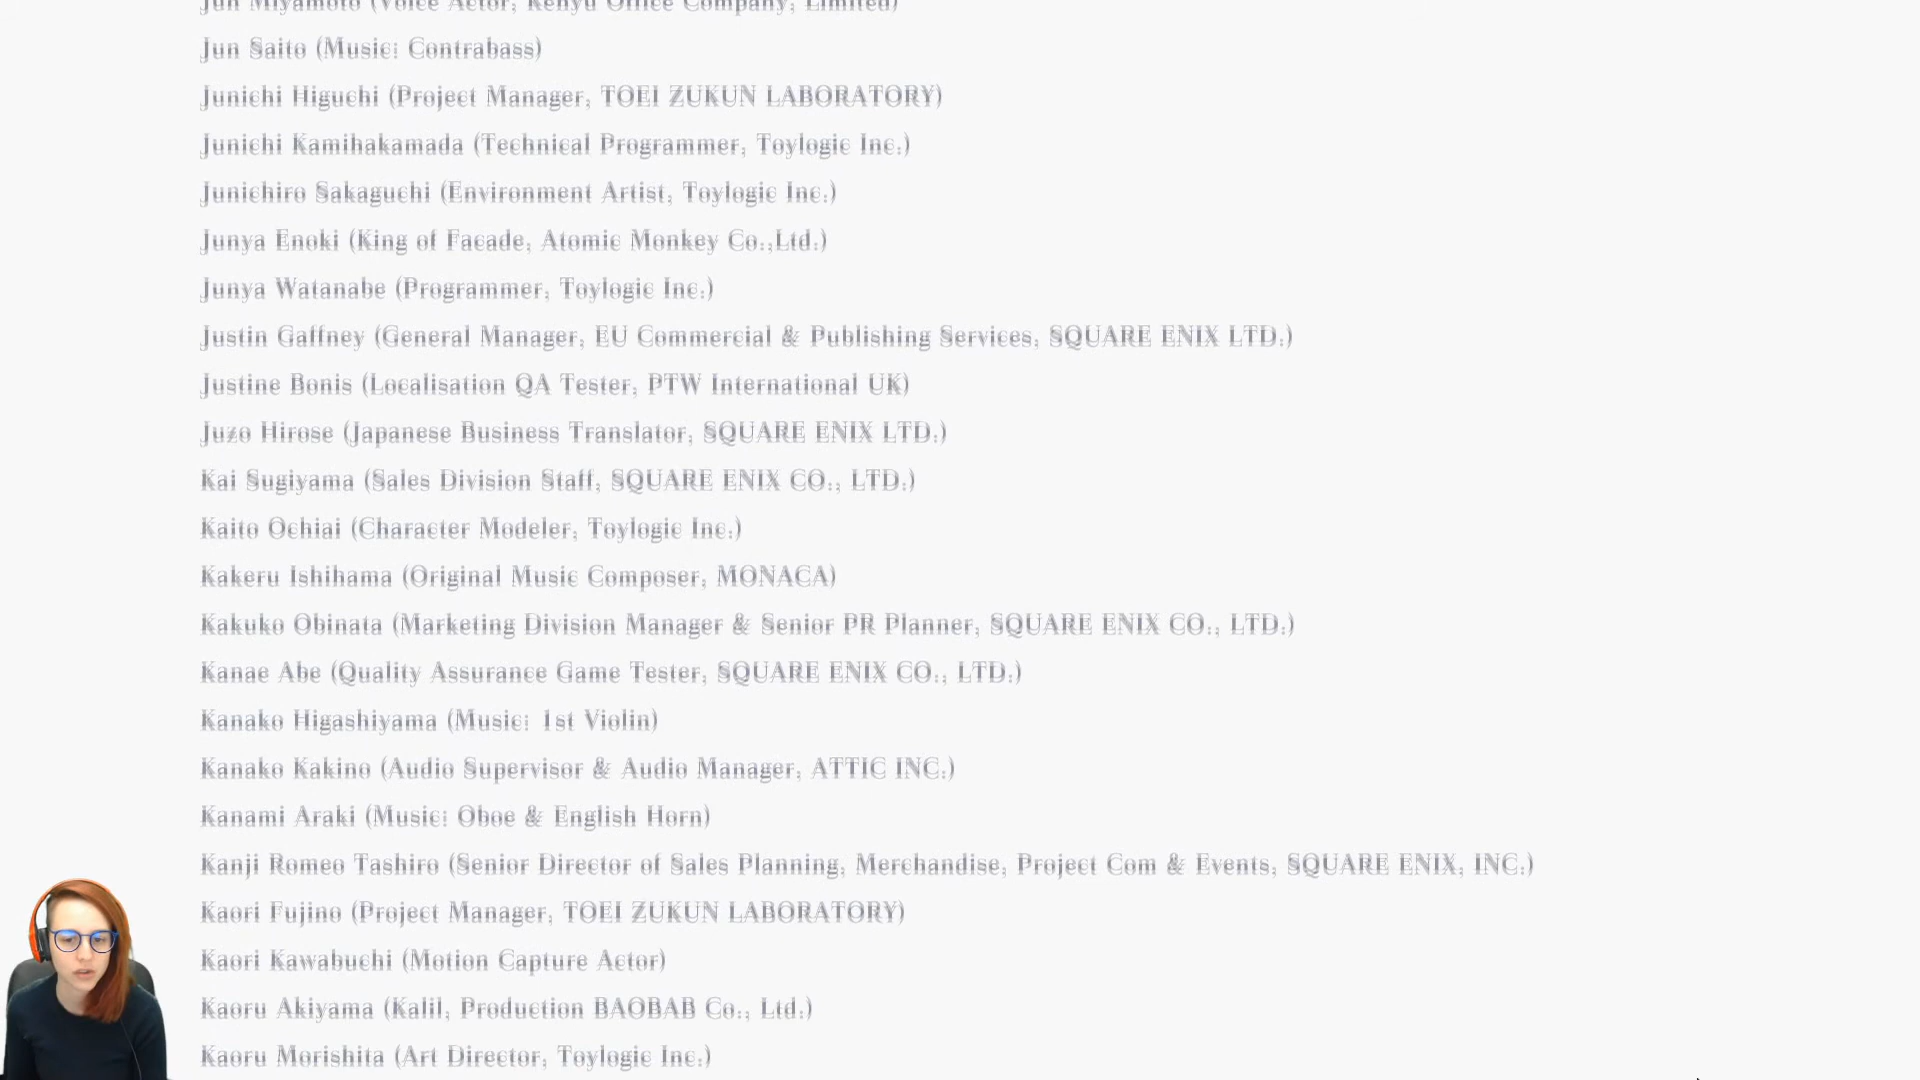 Jun Miyamoto (Voice Actor, Kenyu Office Company, Limited)
Jun Saito (Music: Contrabass)
Junichi Higuchi (Project Manager, TOEI ZUKUN LABORATORY)
Junichi Kamihakamada (Technical Programmer, Toylogic Inc.)
Junichiro Sakaguchi (Environment Artist, Toylogic Inc.)
Junya Enoki (King of Facade, Atomic Monkey Co.,Ltd.)
Junya Watanabe (Programmer, Toylogic Inc.)
Justin Gaffney (General Manager, EU Commercial & Publishing Services, SQUARE ENIX LTD.)
Justine Bonis (Localisation QA Tester, PTW International UK)
Juzo Hirose (Japanese Business Translator, SQUARE ENIX LTD.)
Kai Sugiyama (Sales Division Staff, SQUARE ENIX CO., LTD.)
Kaito Ochiai (Character Modeler, Toylogic Inc.)
Kakeru Ishihama (Original Music Composer, MONACA)
Kakuko Obinata (Marketing Division Manager & Senior PR Planner, SQUARE ENIX CO., LTD.)
Kanae Abe (Quality Assurance Game Tester, SQUARE ENIX CO., LTD.)
Kanako Higashiyama (Music: 1st Violin)
Kanako Kakino (Audio Supervisor & Audio Manager, ATTIC INC.)
Kanami Araki (Music: Oboe & English Horn)
Kanji Romeo Tashiro (Senior Director of Sales Planning, Merchandise, Project Com & Events, SQUARE ENIX, INC.)
Kaori Fujino (Project Manager, TOEI ZUKUN LABORATORY)
Kaori Kawabuchi (Motion Capture Actor)
Kaoru Akiyama (Kalil, Production BAOBAB Co., Ltd.)
Kaoru Morishita (Art Director, Toylogic Inc.)